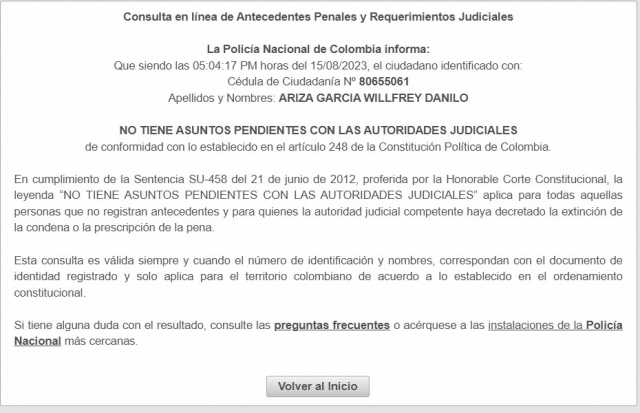 Consulta en línea de Antecedentes Penales y Requerimientos Judiciales
La Policía Nacional de Colombia informa:
Que siendo las 05:04:17 PM horas del 15/08/2023, el ciudadano identificado con:
Cédula de Ciudadanía Nº 80655061
Apellidos y Nombres: ARIZA GARCIA WILLFREY DANILO
NO TIENE ASUNTOS PENDIENTES CON LAS AUTORIDADES JUDICIALES
de conformidad con lo establecido en el artículo 248 de la Constitución Política de Colombia.
En cumplimiento de la Sentencia SU-458 del 21 de junio de 2012, proferida por la Honorable Corte Constitucional, la
leyenda “NO TIENE ASUNTOS PENDIENTES CON LAS AUTORIDADES JUDICIALES” aplica para todas aquellas
personas que no registran antecedentes y para quienes la autoridad judicial competente haya decretado la extinción de
la condena o la prescripción de la pena.
Esta consulta es válida siempre y cuando el número de identificación y nombres, correspondan con el documento de
identidad registrado y solo aplica para el territorio colombiano de acuerdo a lo establecido en el ordenamiento
constitucional.
Si tiene alguna duda con el resultado, consulte las preguntas frecuentes o acérquese a las instalaciones de la Policía
Nacional más cercanas.
Volver al Inicio